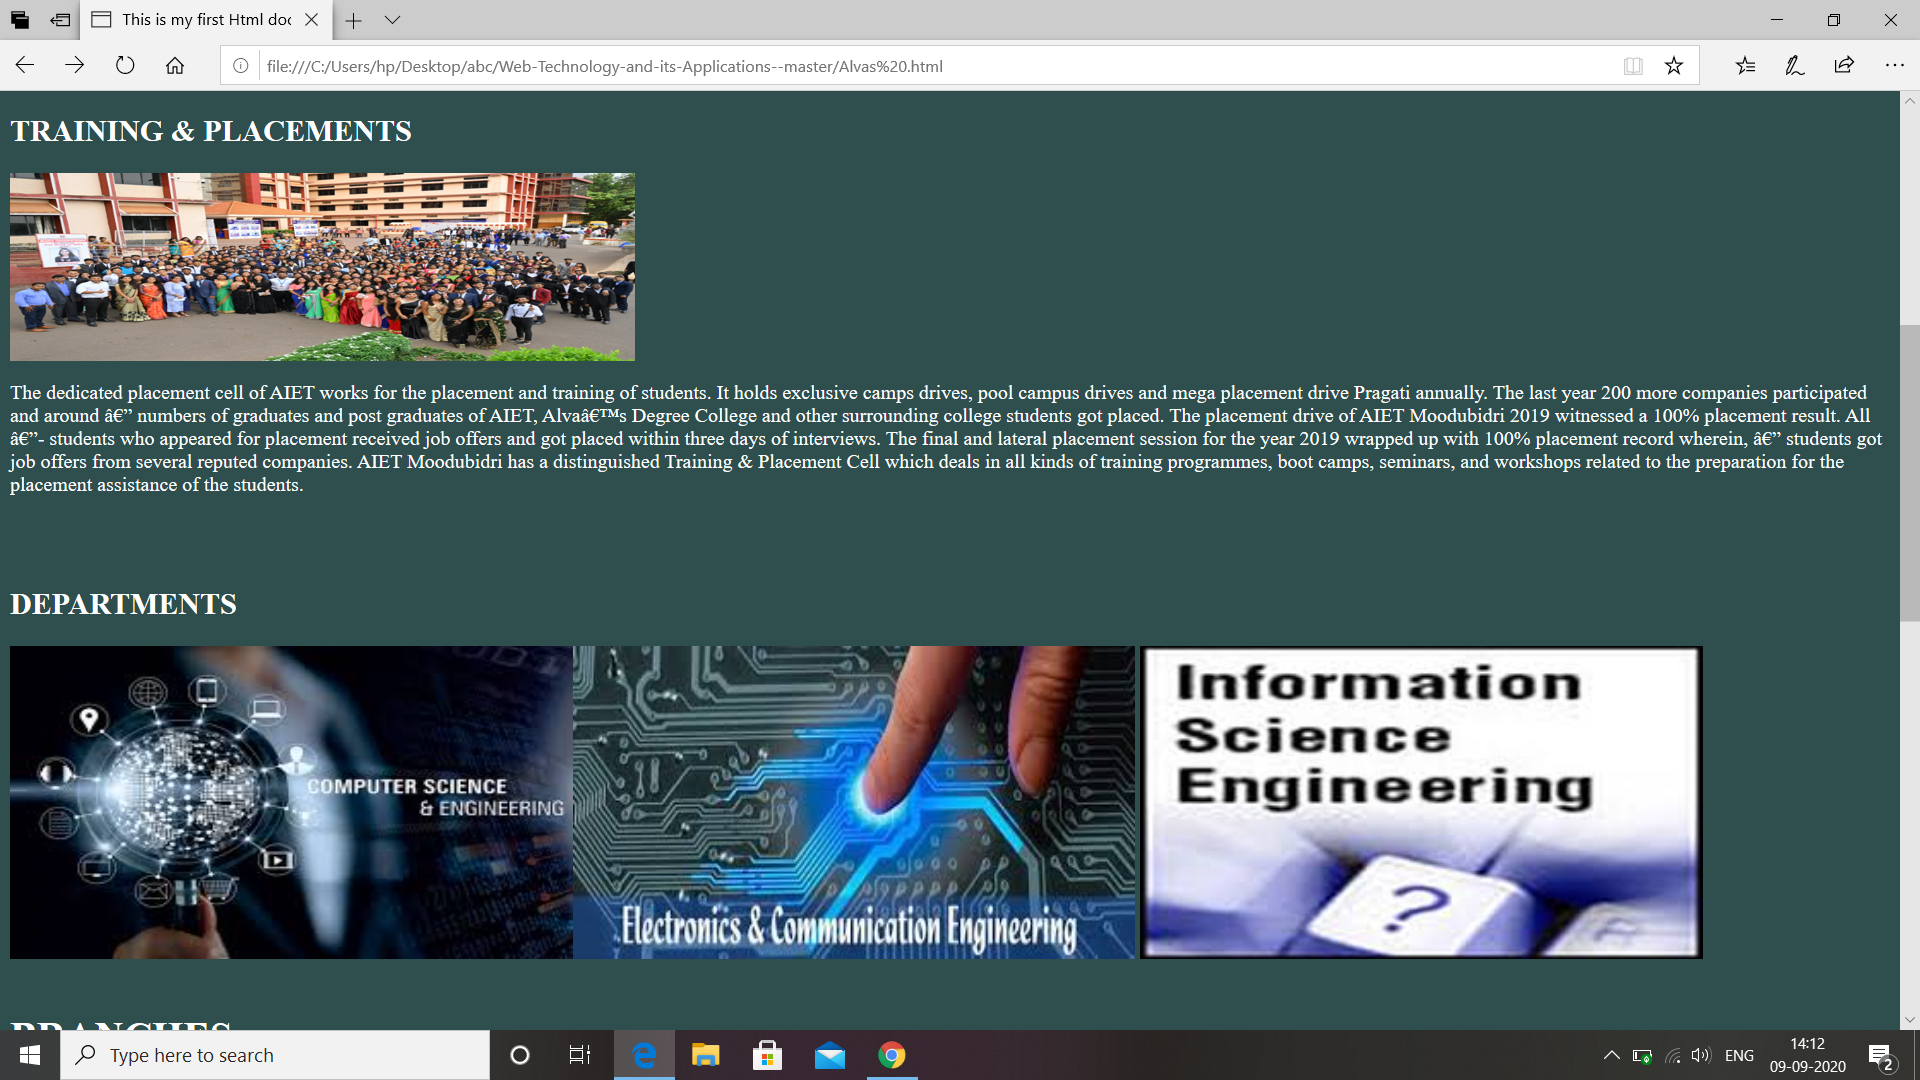 This is my first Html doc
file:///C:/Users/hp/Desktop/abc/Web-Technology-and-its-Applications--master/Alvas%20.html
TRAINING & PLACEMENTS
The dedicated placement cell of AIET works for the placement and training of students. It holds exclusive camps drives, pool campus drives and mega placement drive Pragati annually. The last year 200 more companies participated
and around â€” numbers of graduates and post graduates of AIET, Alvaâ€™s Degree College and other surrounding college students got placed. The placement drive of AIET Moodubidri 2019 witnessed a 100% placement result. All
â€”- students who appeared for placement received job offers and got placed within three days of interviews. The final and lateral placement session for the year 2019 wrapped up with 100% placement record wherein, â€” students got
job offers from several reputed companies. AIET Moodubidri has a distinguished Training & Placement Cell which deals in all kinds of training programmes, boot camps, seminars, and workshops related to the preparation for the
placement assistance of the students.
DEPARTMENTS
COMPUTER SCIENCE
& ENGINEERING
Electronics & Communication Engineering
Information
Science
Engineering
?
BRANCHES
Type here to search
ENG
14:12
09-09-2020
2